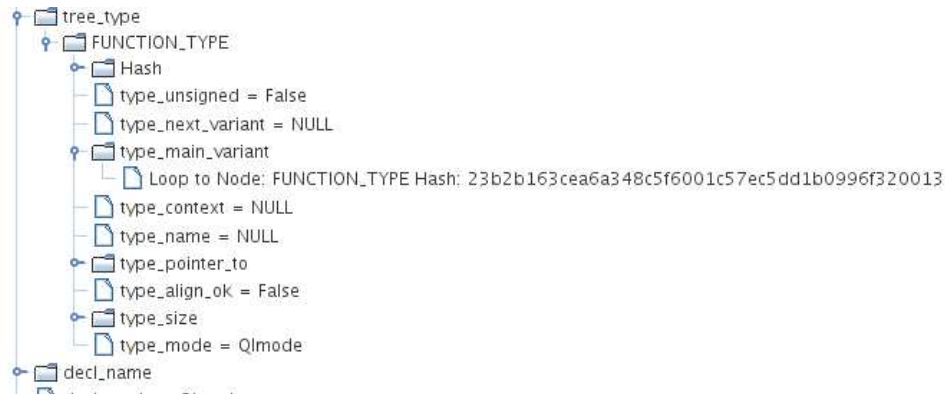 tree_type
FUNCTION_TYPE
Hash
type_unsigned = False
type_next_variant = NULL
type_main_variant
Loop to Node: FUNCTION_TYPE Hash: 23b2b163cea6a348c5f6001c57ec5dd1b0996f320013
type_context = NULL
type_name = NULL
type_pointer_to
type_align_ok = False
type_size
type_mode = QImode
decl_name